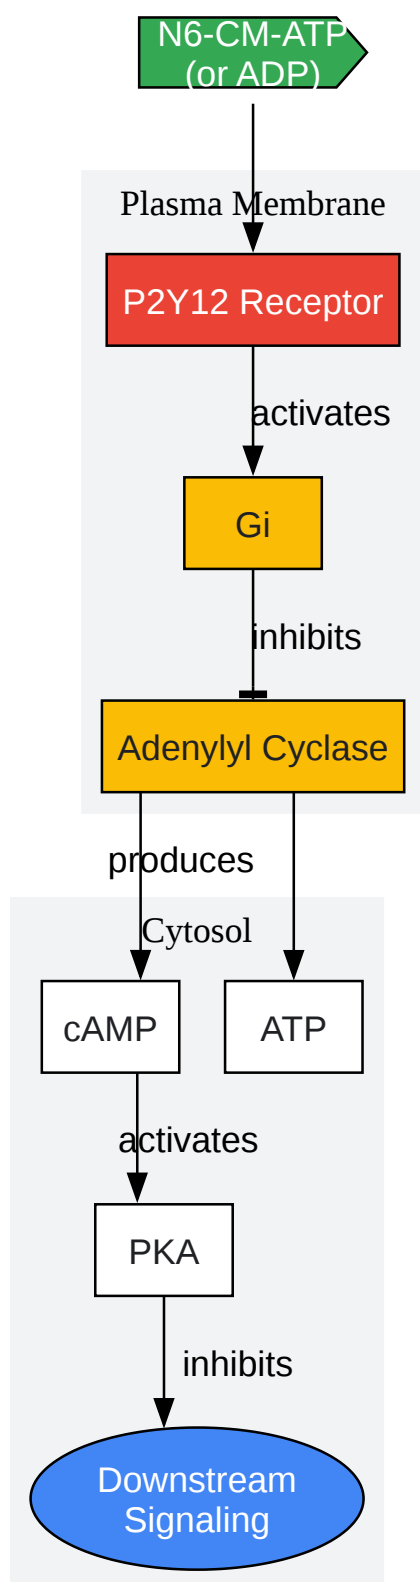 N6-CM-ATP
(or ADP)
Plasma Membrane
P2Y12 Receptor
activates
Gi
inhibits
Adenylyl Cyclase
produces
Cytosol
cAMP
ATP
activates
PKA
inhibits
Downstream
Signaling